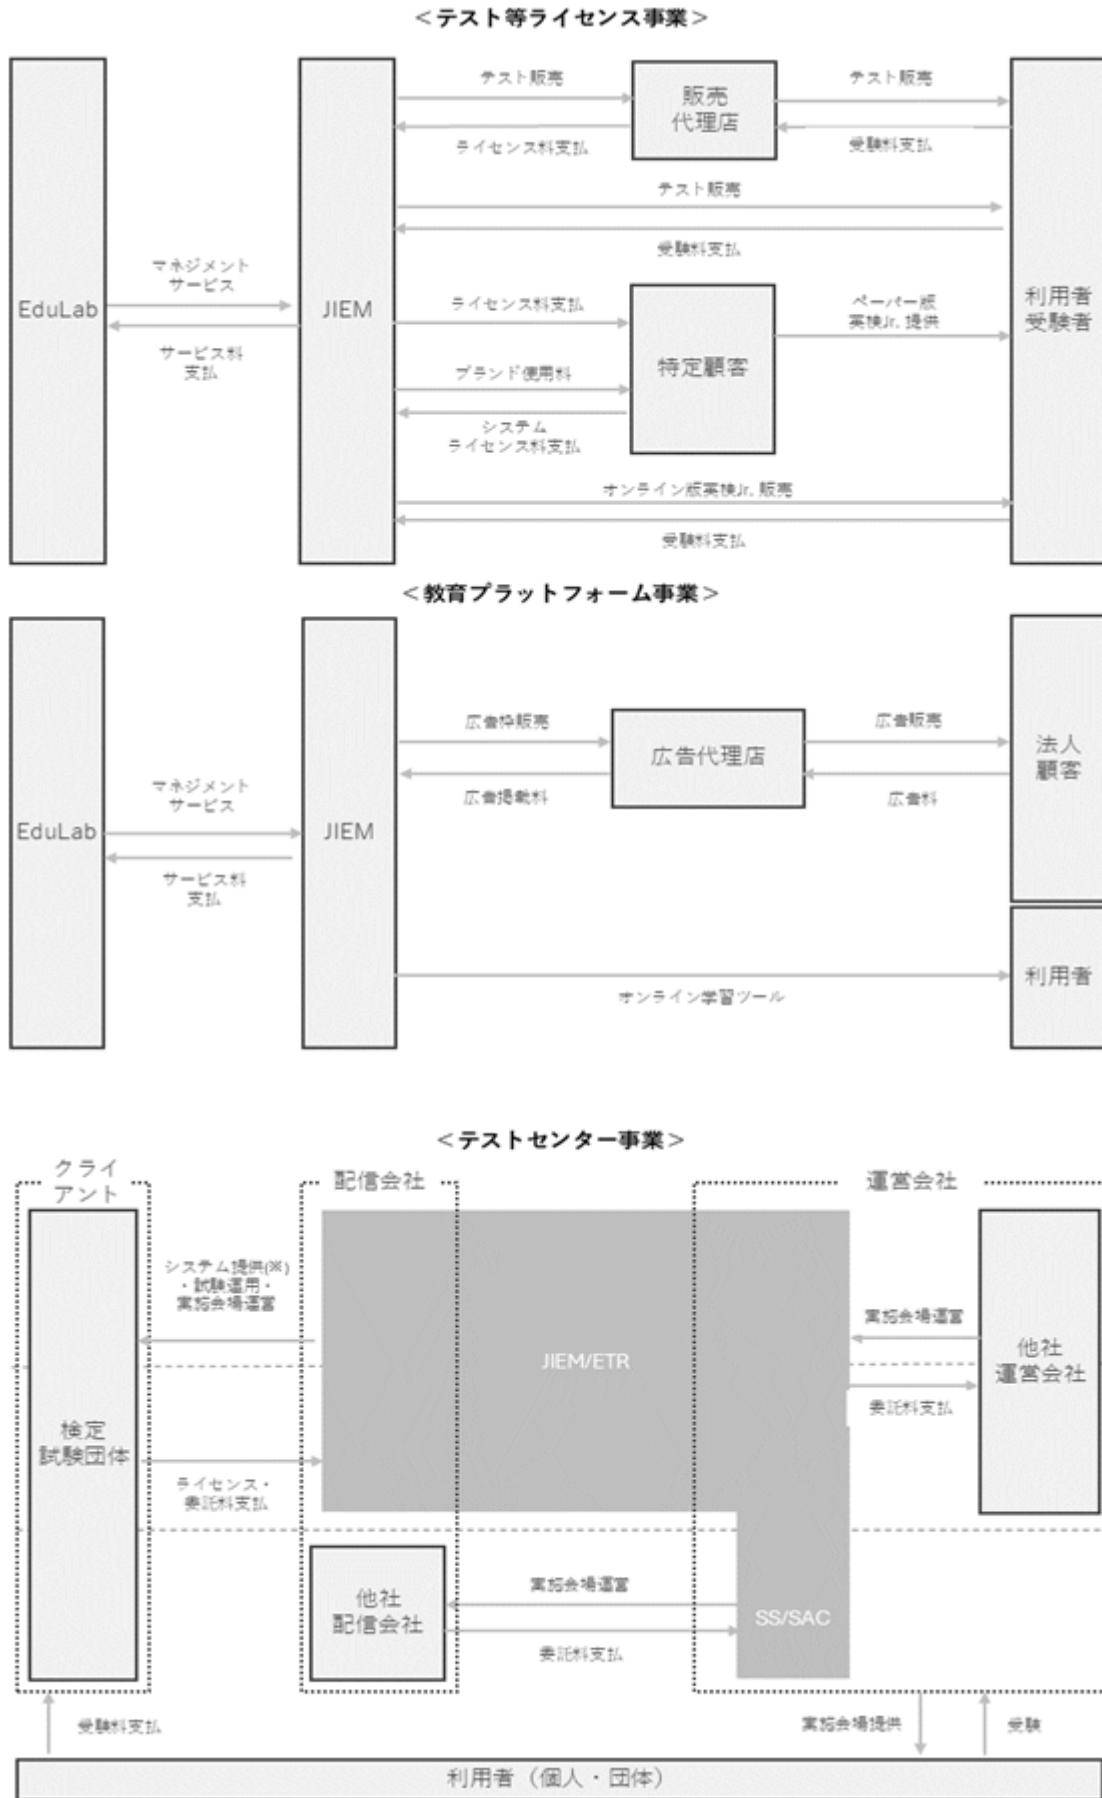 ＜テスト等ライセンス事業＞
テスト販売
販売
代理店
テスト販売
ライセンス料支払
受験料支払
テスト販売
受験料支払
マネジメント
サービス
EduLab
サービス料
支払
JIEM
ライセンス料支払
ブランド使用料
システム
ライセンス料支払
特定顧客
ペーパー版
英検Jr. 提供
利用者
受験者
オンライン版英検Jr. 販売
受験料支払
＜教育プラットフォーム事業＞
広告枠販売
広告代理店
広告販売
法人
顧客
広告掲載料
広告料
マネジメント
サービス
EduLab
JIEM
サービス料
支払
利用者
オンライン学習ツール
＜テストセンター事業＞
クライ
アント
配信会社
運営会社
システム提供(※)
・試験運用・
実施会場運営
実施会場運営
JIEM/ETR
他社
運営会社
委託料支払
検定
試験団体
ライセンス・
委託料支払
他社
配信会社
実施会場運営
SS/SAC
委託料支払
受験料支払
実施会場提供
受験
利用者（個人・団体）